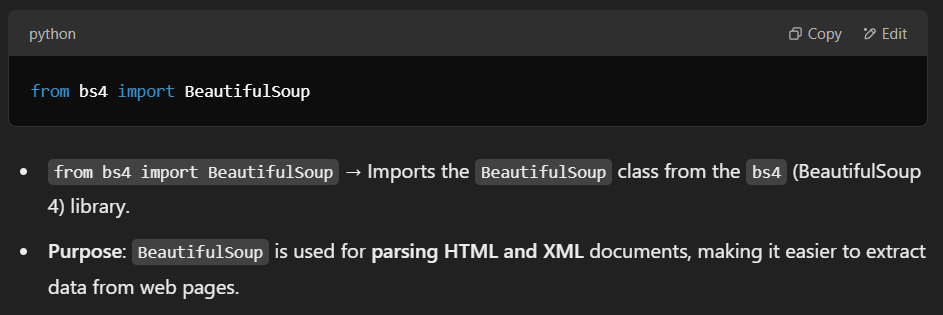 python Copy Edit
from bs4 import BeautifulSoup
• from bs4 import BeautifulSoup → Imports the BeautifulSoup class from the bs4 (BeautifulSoup
4) library.
• Purpose: BeautifulSoup is used for parsing HTML and XML documents, making it easier to extract
data from web pages.